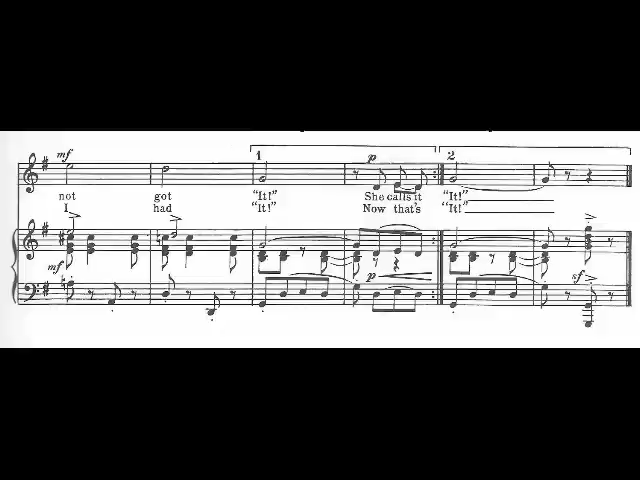 mf
1
p
2
not got "It!" She calls it "It!"
I had "It!" Now that's "It!"
mf
p
sf